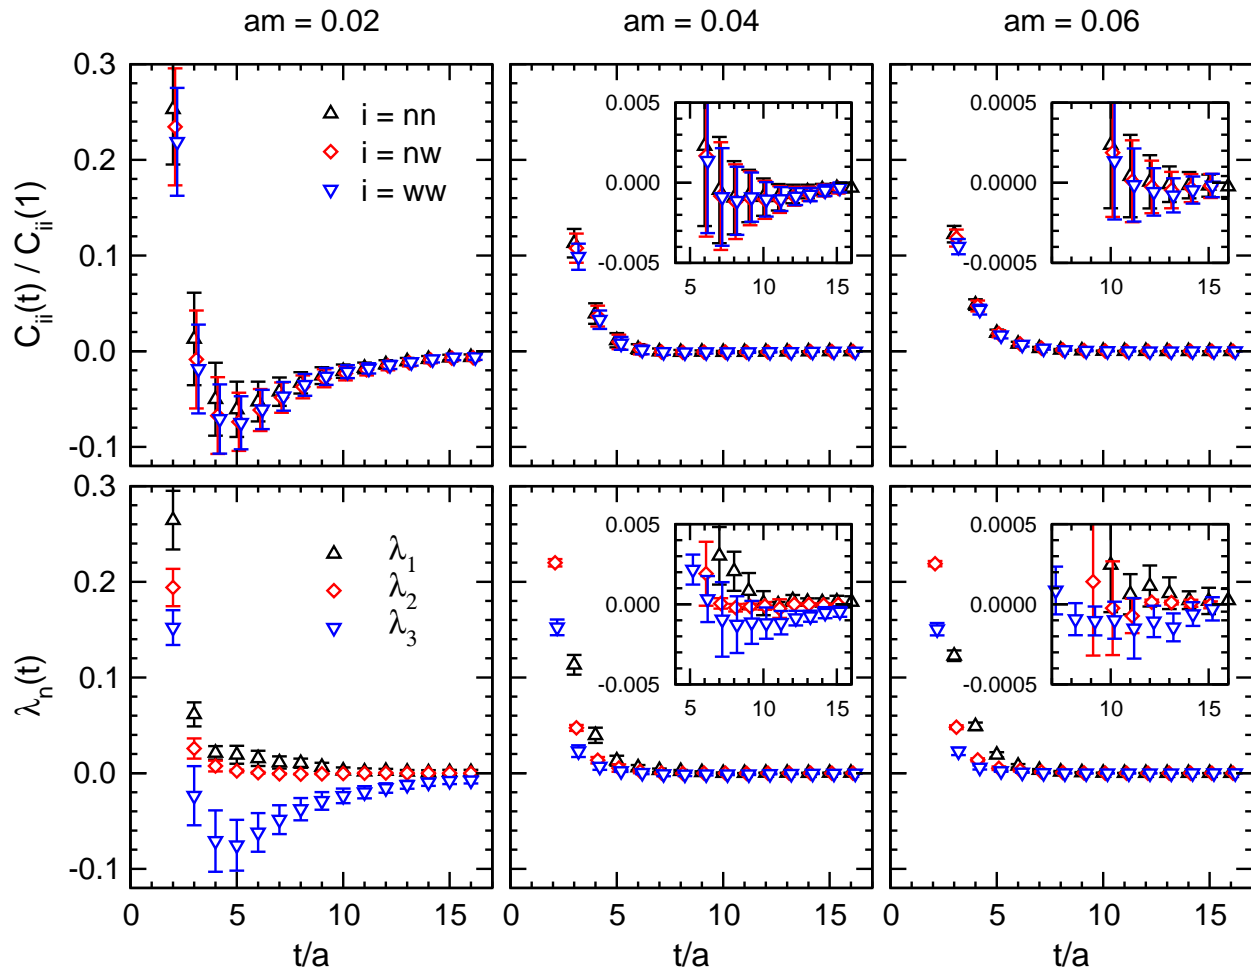 am = 0.02 am = 0.04 am = 0.06
C_ii(t) / C_ii(1)
0.3
0.2
0.1
0.0
-0.1
i = nn
i = nw
i = ww
0.005
0.000
-0.005
5 10 15
0.0005
0.0000
-0.0005
10 15
λ_n(t)
0.3
0.2
0.1
0.0
-0.1
λ_1
λ_2
λ_3
0.005
0.000
-0.005
5 10 15
0.0005
0.0000
-0.0005
10 15
0 5 10 15 0 5 10 15 0 5 10 15
t/a t/a t/a